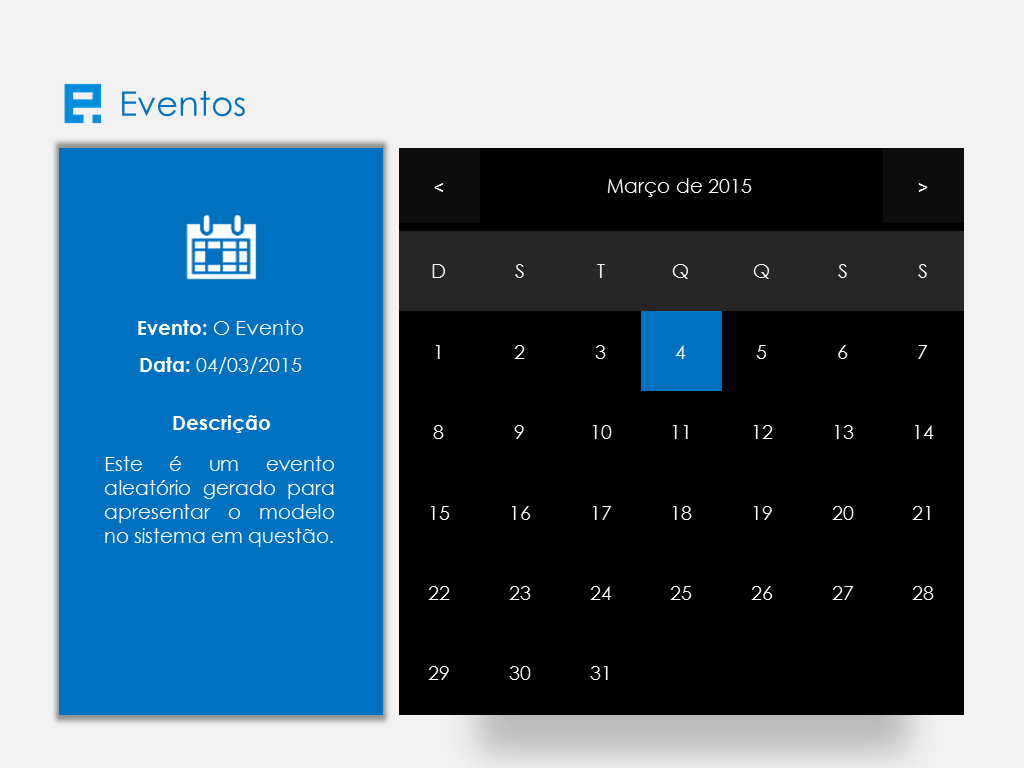 Eventos
Evento: O Evento
Data: 04/03/2015
Descrição
Este é um evento
aleatório gerado para
apresentar o modelo
no sistema em questão.
< Março de 2015 >
D S T Q Q S S
1 2 3 4 5 6 7
8 9 10 11 12 13 14
15 16 17 18 19 20 21
22 23 24 25 26 27 28
29 30 31